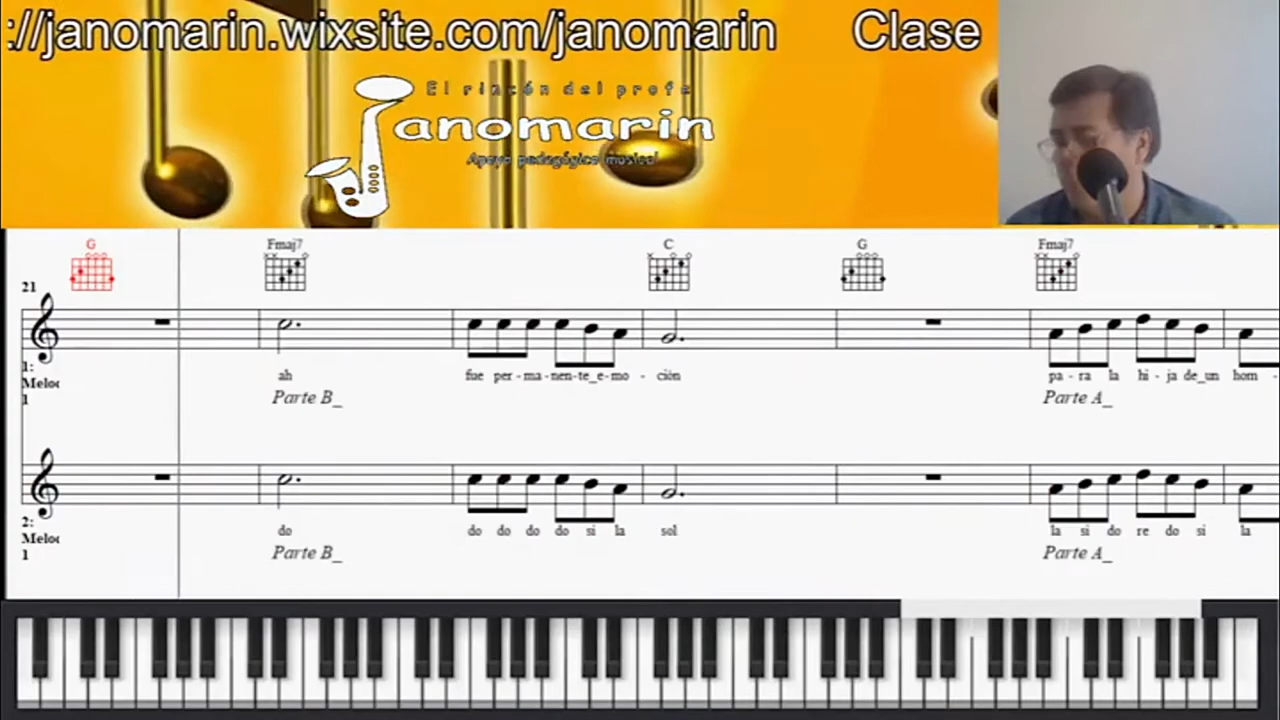 ://janomarin.wixsite.com/janomarin Clase
El rincón del profe
Janomarin
Apoyo pedagógico musical
G Fmaj7 C G Fmaj7
21
1:
Meloc
1
ah fue per-ma-nen-te_e-mo - ción pa - ra la hi - ja de_un hom -
Parte B_ Parte A_
2:
Meloc
1
do do do do do si la sol la si do re do si la
Parte B_ Parte A_